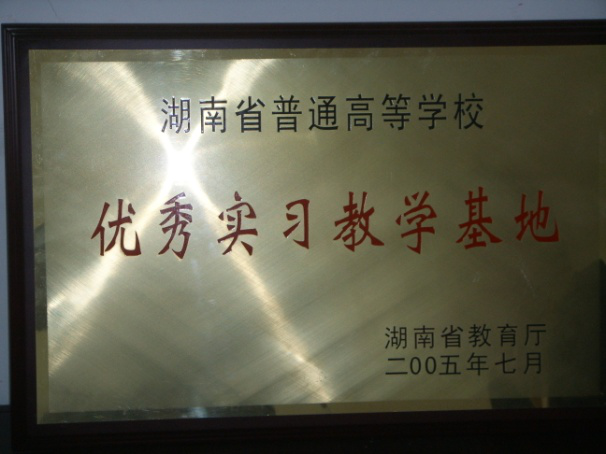 湖南省普通高等学校
优秀实习教学基地
湖南省教育厅
二00五年七月